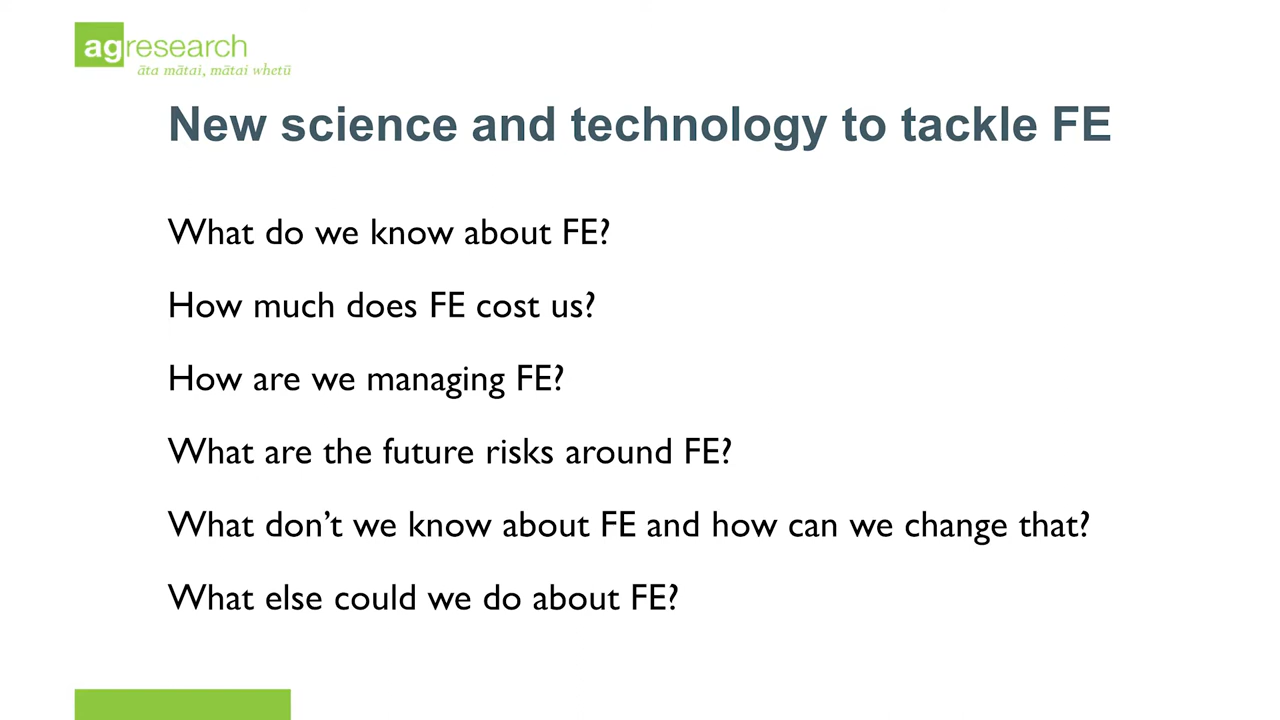 agresearch
āta mātai, mātai whetū
New science and technology to tackle FE
What do we know about FE?
How much does FE cost us?
How are we managing FE?
What are the future risks around FE?
What don’t we know about FE and how can we change that?
What else could we do about FE?